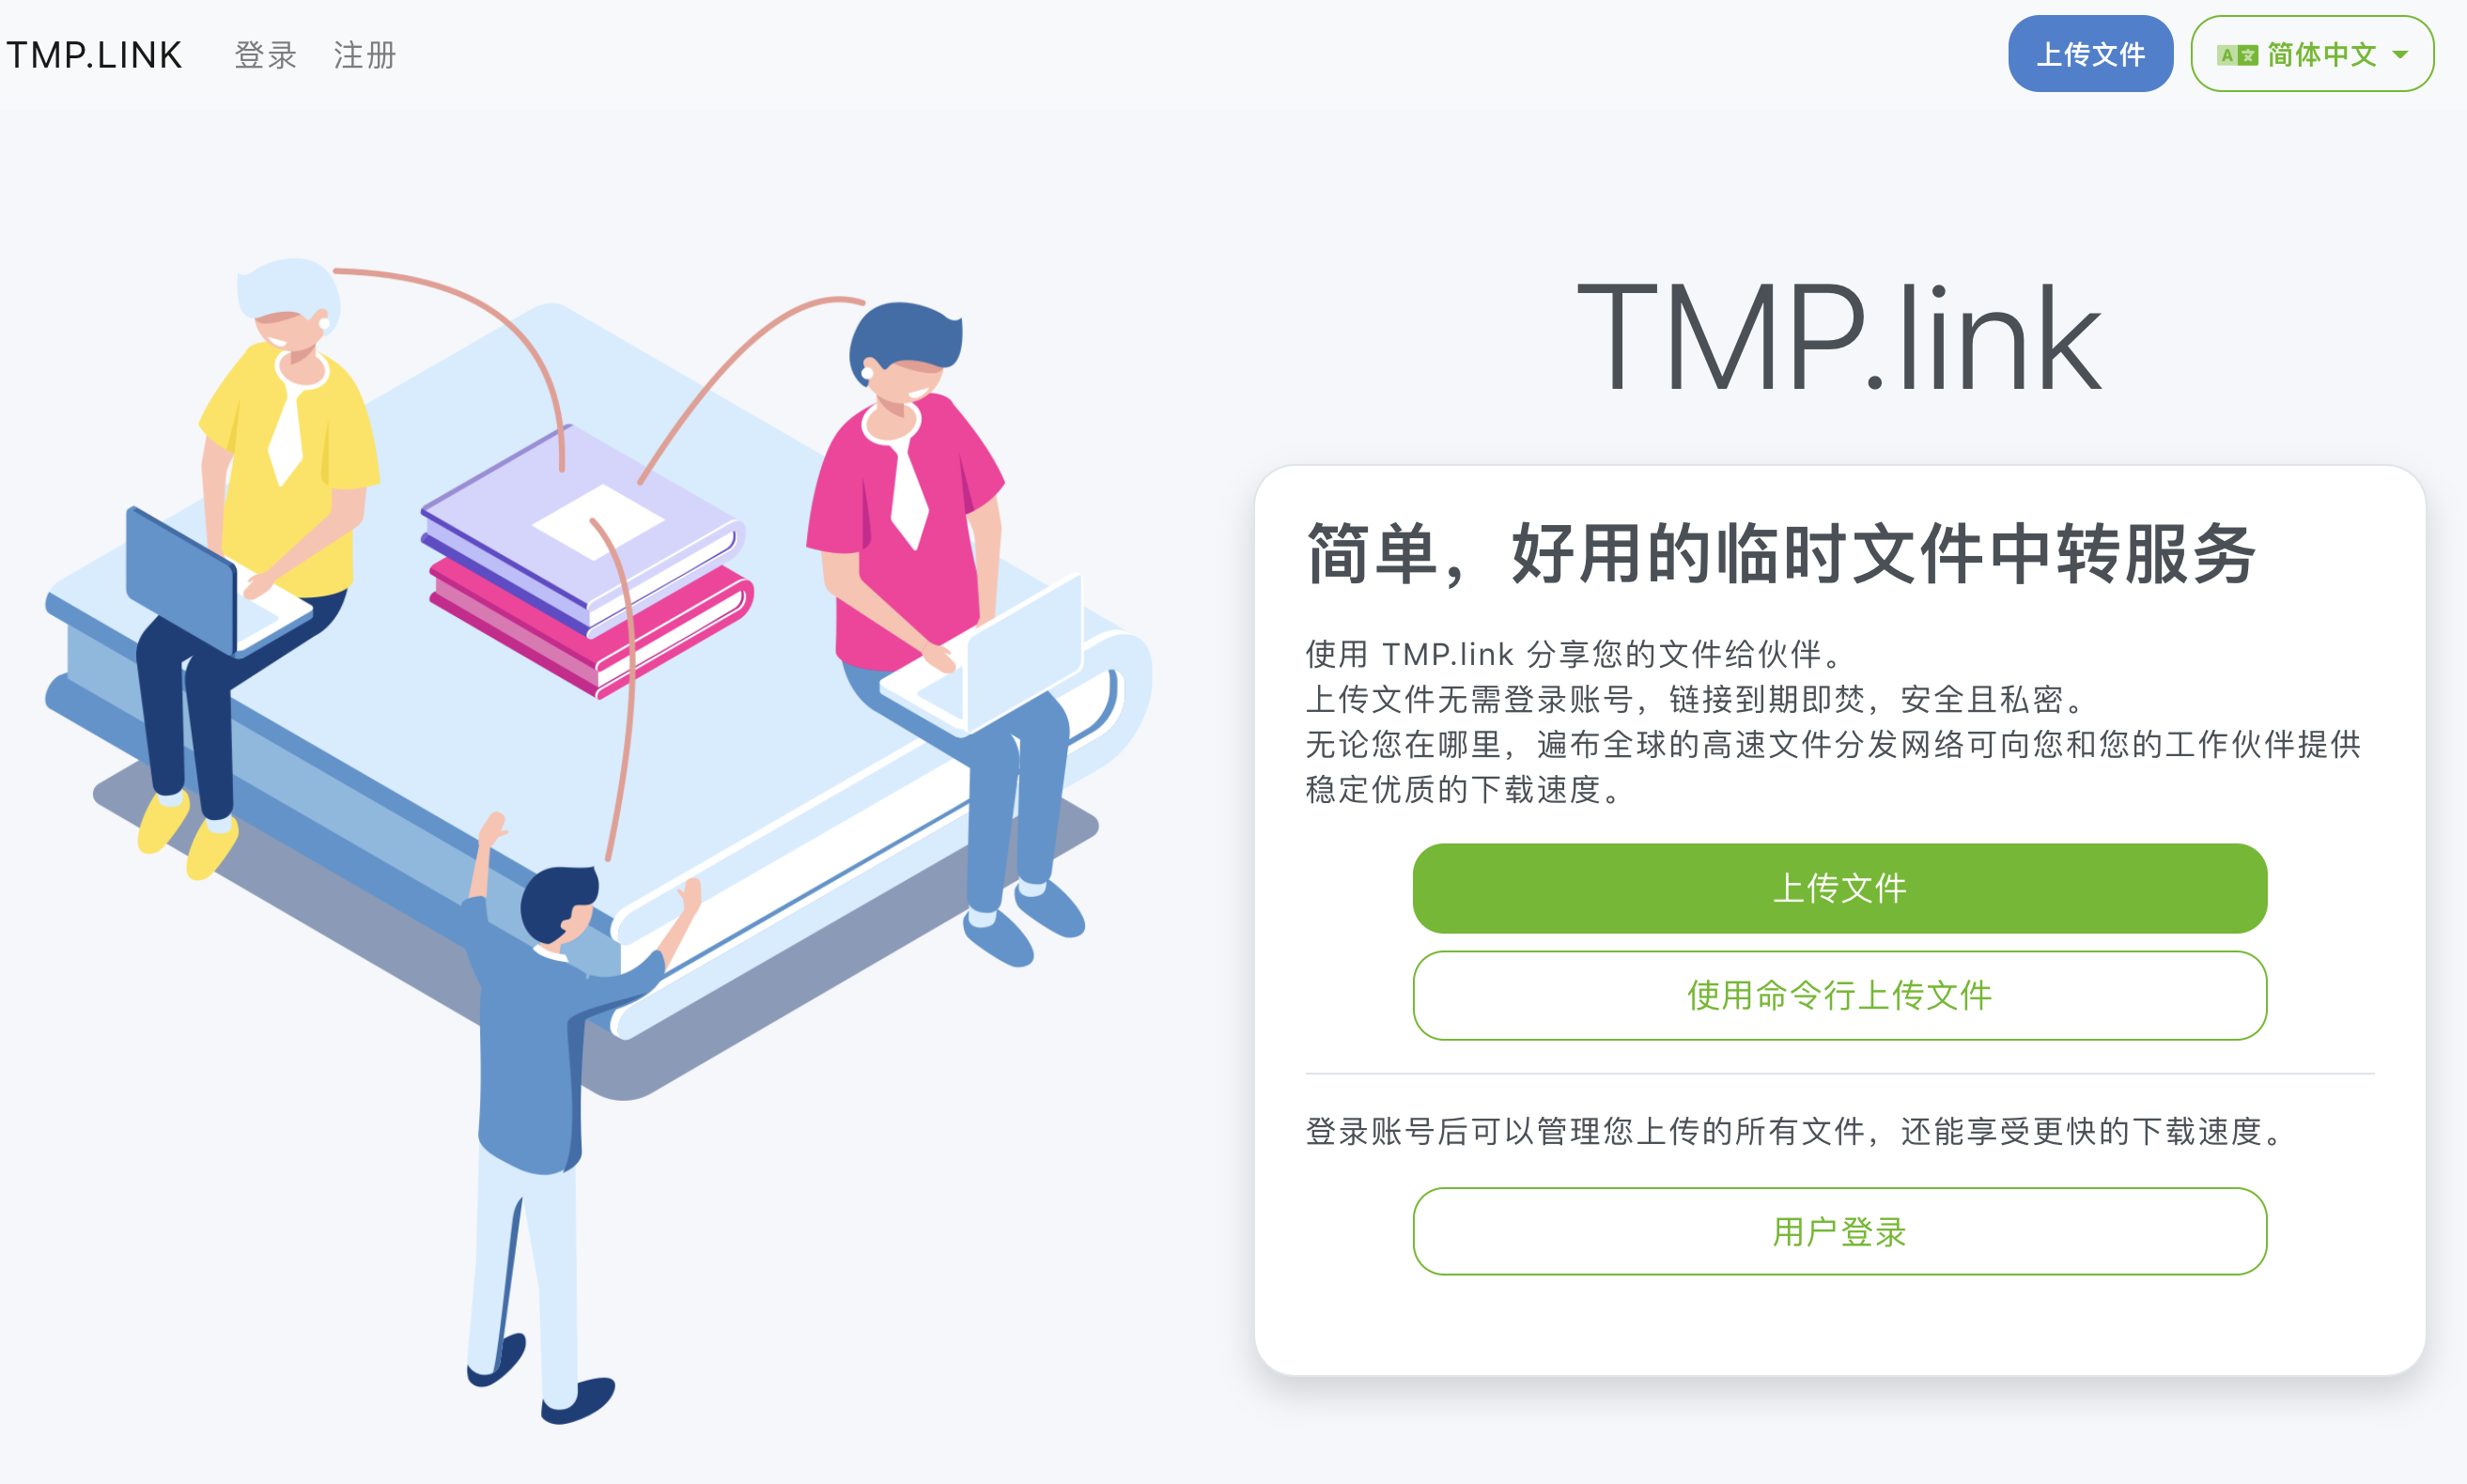 TMP.LINK
登录
注册
上传文件
A 文 简体中文
TMP.link
简单，好用的临时文件中转服务
使用 TMP.link 分享您的文件给伙伴。
上传文件无需登录账号，链接到期即焚，安全且私密。
无论您在哪里，遍布全球的高速文件分发网络可向您和您的工作伙伴提供
稳定优质的下载速度。
上传文件
使用命令行上传文件
登录账号后可以管理您上传的所有文件，还能享受更快的下载速度。
用户登录